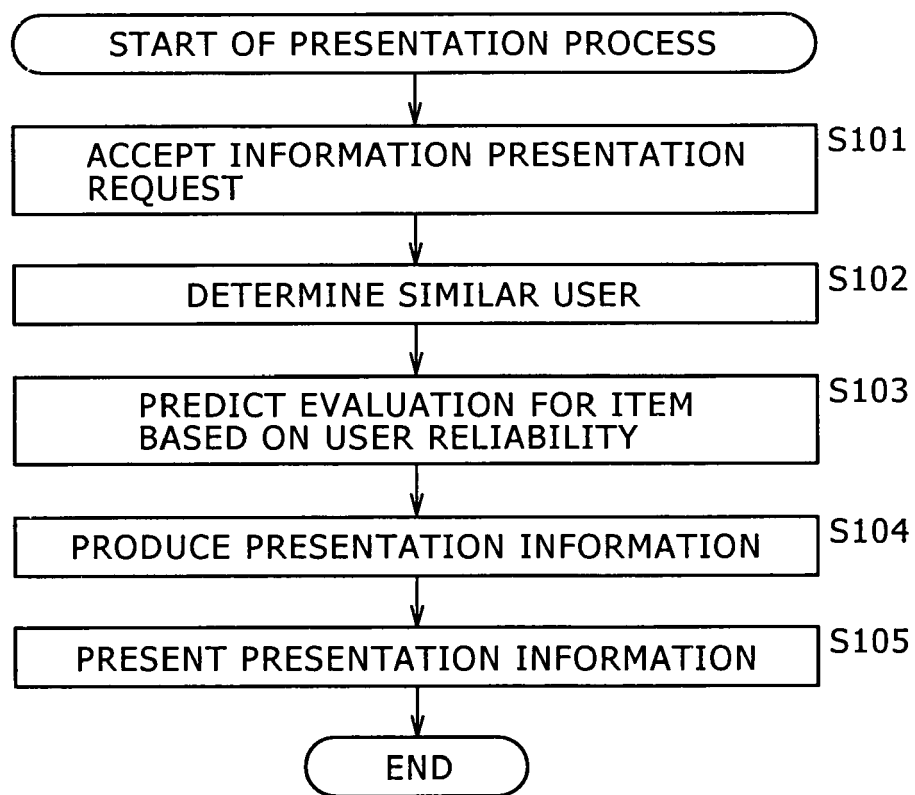 START OF PRESENTATION PROCESS
S101
ACCEPT INFORMATION PRESENTATION
REQUEST
S102
DETERMINE SIMILAR USER
S103
PREDICT EVALUATION FOR ITEM
BASED ON USER RELIABILITY
S104
PRODUCE PRESENTATION INFORMATION
S105
PRESENT PRESENTATION INFORMATION
END